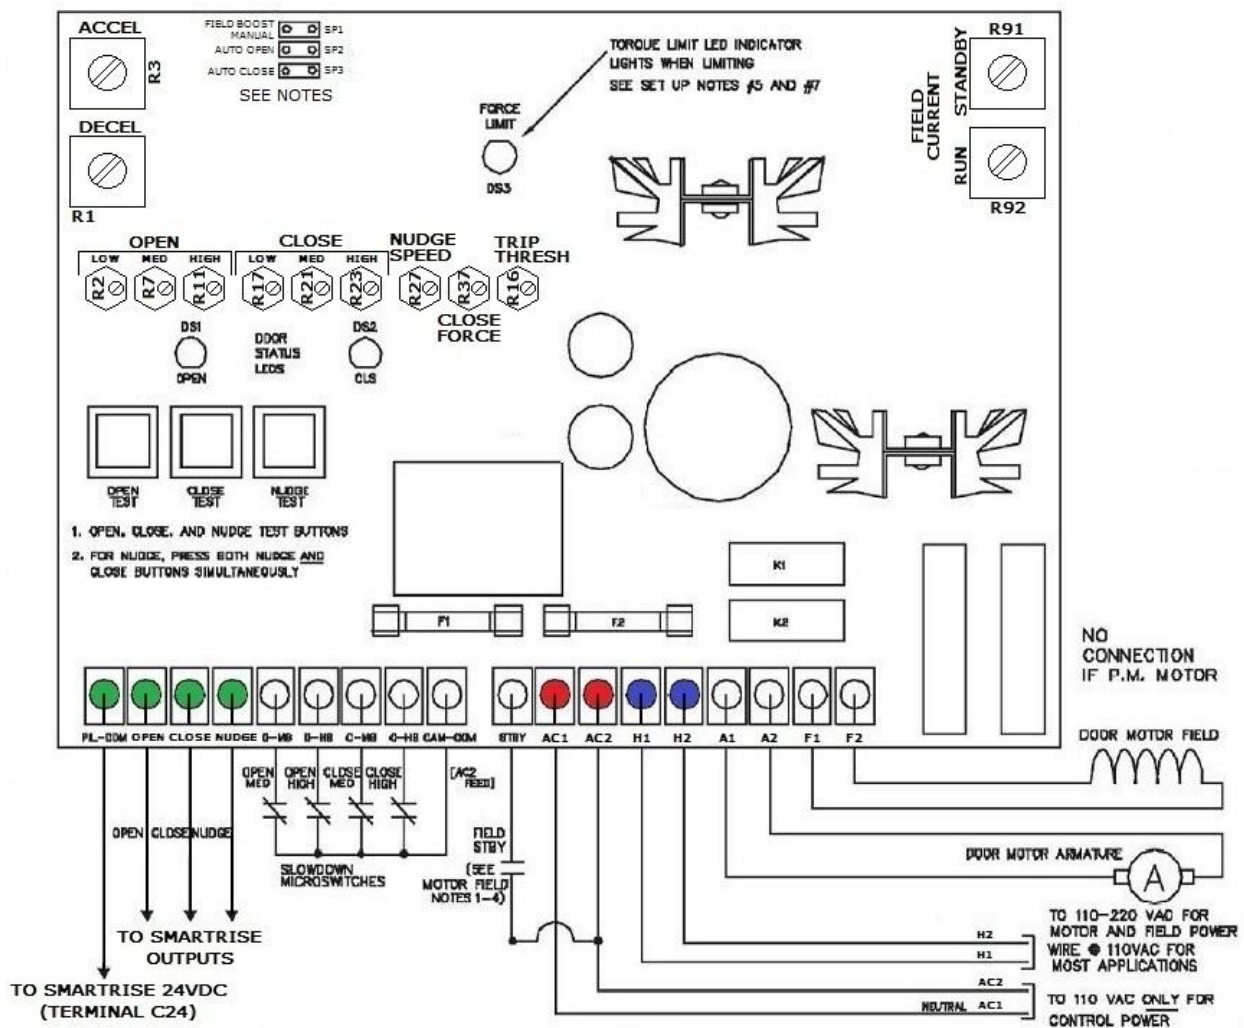 ACCEL
R3
FIELD BOOST
MANUAL
SP1
AUTO OPEN
SP2
AUTO CLOSE
SP3
SEE NOTES
DECEL
R1
TORQUE LIMIT LED INDICATOR
LIGHTS WHEN LIMITING
SEE SET UP NOTES #5 AND #7
FORCE
LIMIT
DS3
FIELD
CURRENT
STANDBY
R91
RUN
R92
OPEN
LOW MED HIGH
CLOSE
LOW MED HIGH
NUDGE
SPEED
TRIP
THRESH
R2 R7 R11 R17 R21 R23 R27 R37 R16
CLOSE
FORCE
DS1
OPEN
DOOR
STATUS
LEDS
DS2
CLS
OPEN
TEST
CLOSE
TEST
NUDGE
TEST
1. OPEN, CLOSE, AND NUDGE TEST BUTTONS
2. FOR NUDGE, PRESS BOTH NUDGE AND
CLOSE BUTTONS SIMULTANEOUSLY
K1
K2
F1
F2
NO
CONNECTION
IF P.M. MOTOR
PL-COM OPEN CLOSE NUDGE O-MB O-HB C-MB C-HB CAM-COM STBY AC1 AC2 H1 H2 A1 A2 F1 F2
DOOR MOTOR FIELD
OPEN
MED
OPEN
HIGH
CLOSE
MED
CLOSE
HIGH
[AC2
FEED]
OPEN CLOSE NUDGE
SLOWDOWN
MICROSWITCHES
FIELD
STBY
(SEE
MOTOR FIELD
NOTES 1-4)
DOOR MOTOR ARMATURE
A
TO SMARTRISE
OUTPUTS
TO SMARTRISE 24VDC
(TERMINAL C24)
H2
H1
TO 110-220 VAC FOR
MOTOR AND FIELD POWER
WIRE @ 110VAC FOR
MOST APPLICATIONS
AC2
NEUTRAL AC1
TO 110 VAC ONLY FOR
CONTROL POWER